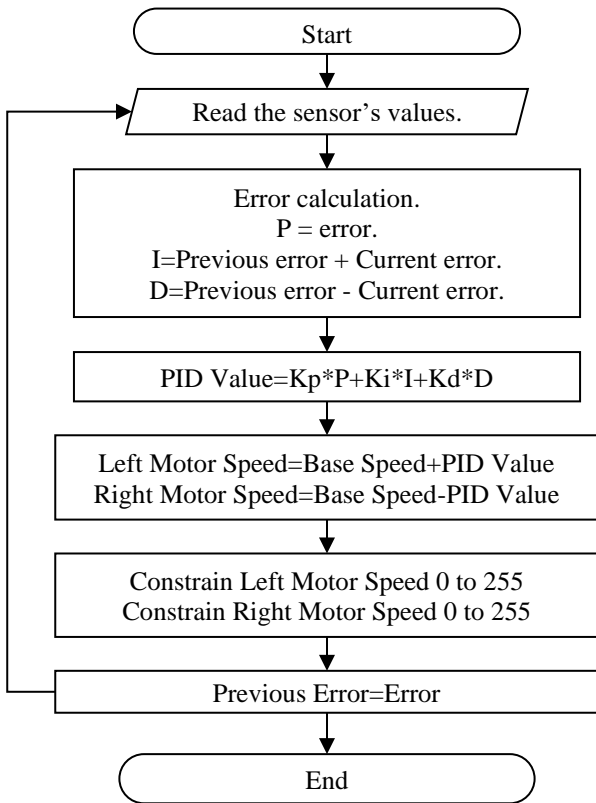 Start
Read the sensor’s values.
Error calculation.
P = error.
I=Previous error + Current error.
D=Previous error - Current error.
PID Value=Kp*P+Ki*I+Kd*D
Left Motor Speed=Base Speed+PID Value
Right Motor Speed=Base Speed-PID Value
Constrain Left Motor Speed 0 to 255
Constrain Right Motor Speed 0 to 255
Previous Error=Error
End